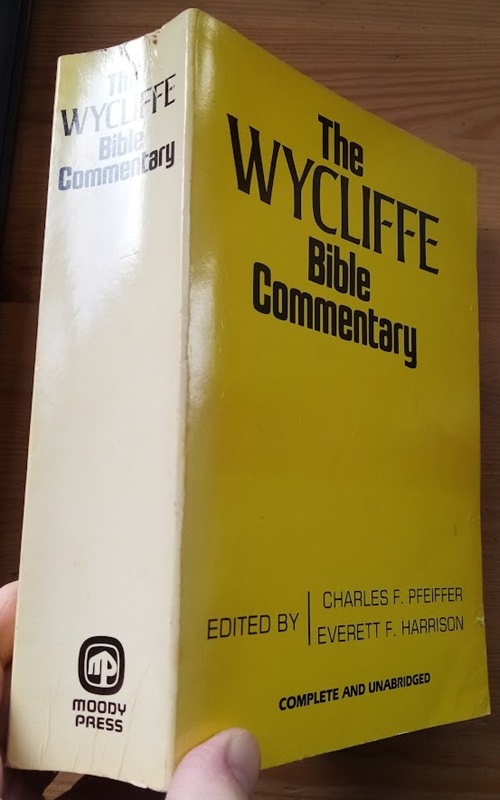 The
WYCLIFFE
Bible
Commentary
MOODY
PRESS
The
WYCLIFFE
Bible
Commentary
EDITED BY
CHARLES F. PFEIFFER
EVERETT F. HARRISON
COMPLETE AND UNABRIDGED